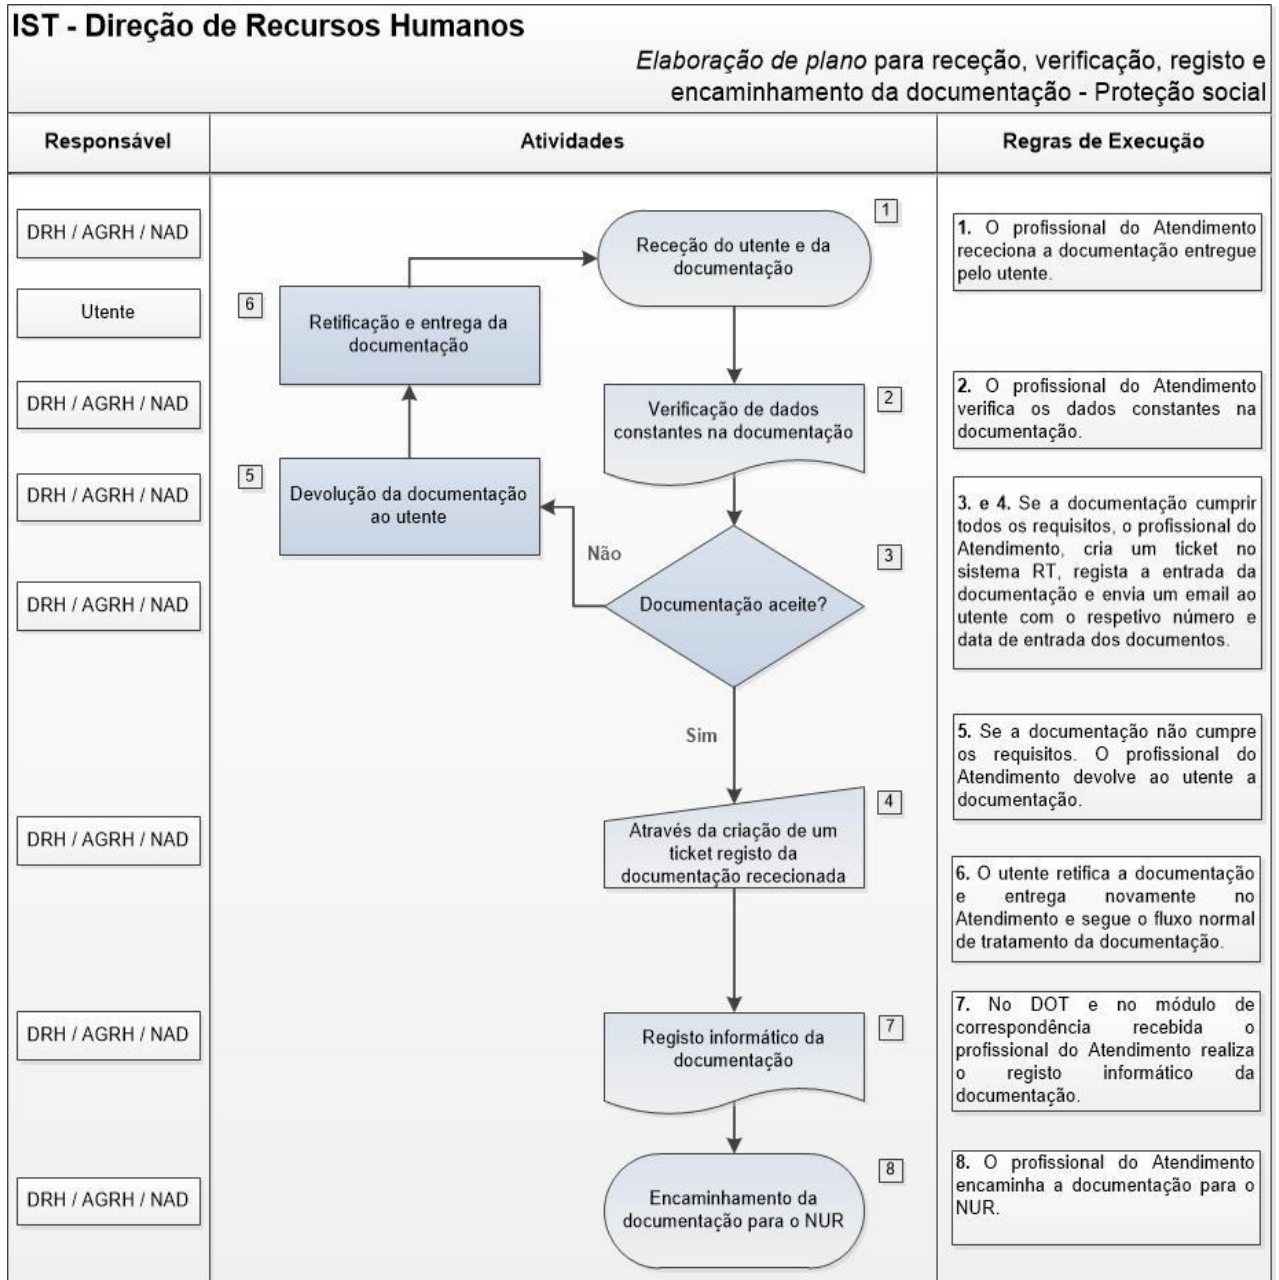 IST - Direção de Recursos Humanos
Elaboração de plano para receção, verificação, registo e
encaminhamento da documentação - Proteção social
Responsável
Atividades
Regras de Execução
DRH / AGRH / NAD
Utente
DRH / AGRH / NAD
DRH / AGRH / NAD
DRH / AGRH / NAD
DRH / AGRH / NAD
DRH / AGRH / NAD
DRH / AGRH / NAD
1
Receção do utente e da
documentação
6
Retificação e entrega da
documentação
2
Verificação de dados
constantes na documentação
5
Devolução da documentação
ao utente
Não
3
Documentação aceite?
Sim
4
Através da criação de um
ticket registo da
documentação rececionada
7
Registo informático da
documentação
8
Encaminhamento da
documentação para o NUR
1. O profissional do Atendimento
receciona a documentação entregue
pelo utente.
2. O profissional do Atendimento
verifica os dados constantes na
documentação.
3. e 4. Se a documentação cumprir
todos os requisitos, o profissional do
Atendimento, cria um ticket no
sistema RT, regista a entrada da
documentação e envia um email ao
utente com o respetivo número e
data de entrada dos documentos.
5. Se a documentação não cumpre
os requisitos. O profissional do
Atendimento devolve ao utente a
documentação.
6. O utente retifica a documentação
e entrega novamente no
Atendimento e segue o fluxo normal
de tratamento da documentação.
7. No DOT e no módulo de
correspondência recebida o
profissional do Atendimento realiza
o registo informático da
documentação.
8. O profissional do Atendimento
encaminha a documentação para o
NUR.